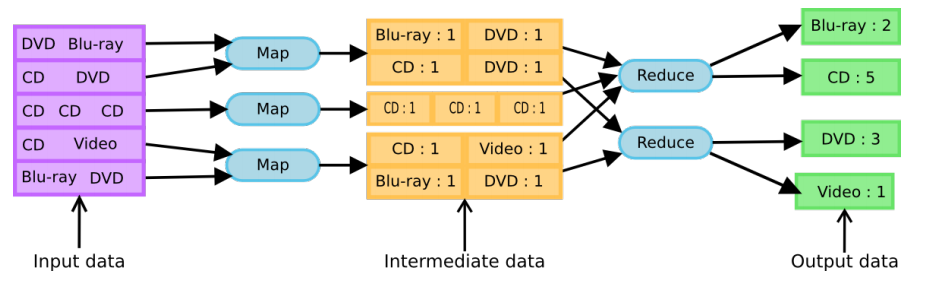 DVD Blu-ray
CD DVD
CD CD CD
CD Video
Blu-ray DVD
Input data
Map
Map
Map
Blu-ray : 1 DVD : 1
CD : 1 DVD : 1
CD : 1 CD : 1 CD : 1
CD : 1 Video : 1
Blu-ray : 1 DVD : 1
Intermediate data
Reduce
Reduce
Blu-ray : 2
CD : 5
DVD : 3
Video : 1
Output data